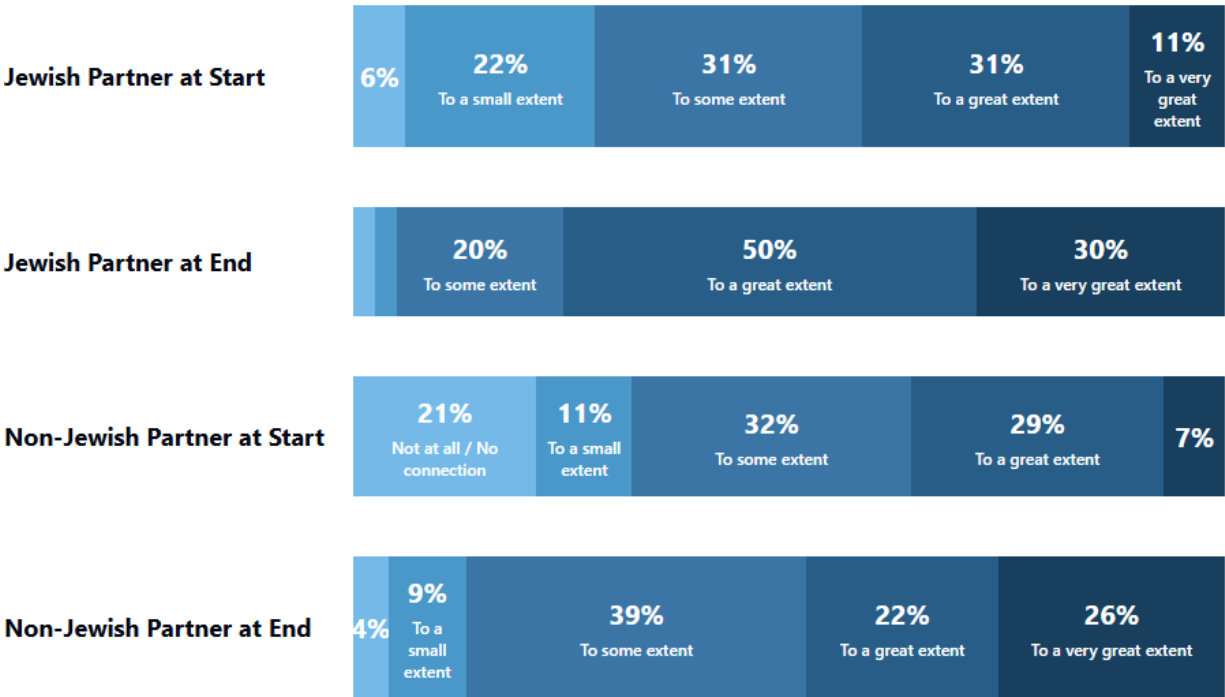 Jewish Partner at Start
6%
22%
To a small extent
31%
To some extent
31%
To a great extent
11%
To a very
great
extent
Jewish Partner at End
20%
To some extent
50%
To a great extent
30%
To a very great extent
Non-Jewish Partner at Start
21%
Not at all / No
connection
11%
To a small
extent
32%
To some extent
29%
To a great extent
7%
Non-Jewish Partner at End
4%
9%
To a
small
extent
39%
To some extent
22%
To a great extent
26%
To a very great extent